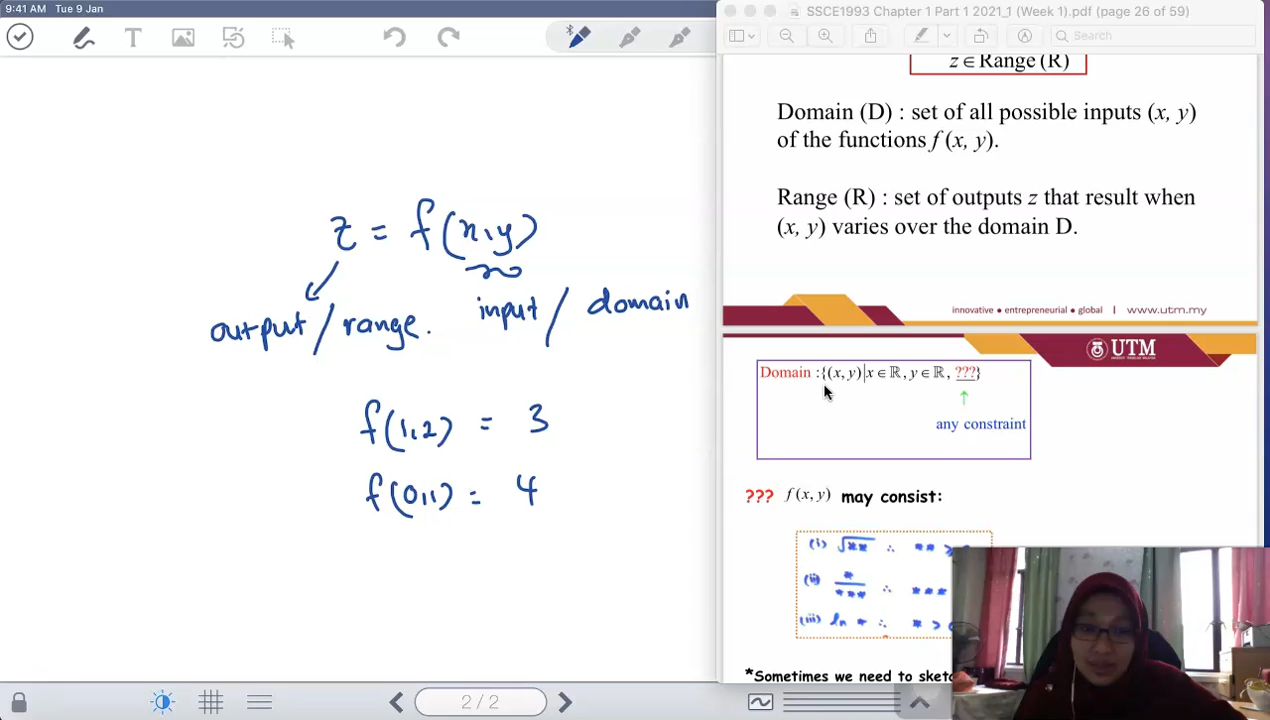 9:41 AM Tue 9 Jan
SSCE1993 Chapter 1 Part 1 2021_1 (Week 1).pdf (page 26 of 59)
T
Search
z = f(x,y)
output / range.
input / domain
f(1,2) = 3
f(0,1) = 4
2 / 2
z ∈ Range (R)
Domain (D) : set of all possible inputs (x, y)
of the functions f (x, y).
Range (R) : set of outputs z that result when
(x, y) varies over the domain D.
innovative ● entrepreneurial ● global
www.utm.my
UTM
Domain :{(x, y)|x ∈ ℝ, y ∈ ℝ, ???}
any constraint
??? f (x, y) may consist:
(i) √** ∴ ** >
(ii) * / *** ∴ ***
(iii) ln * ∴ * >
*Sometimes we need to sketc